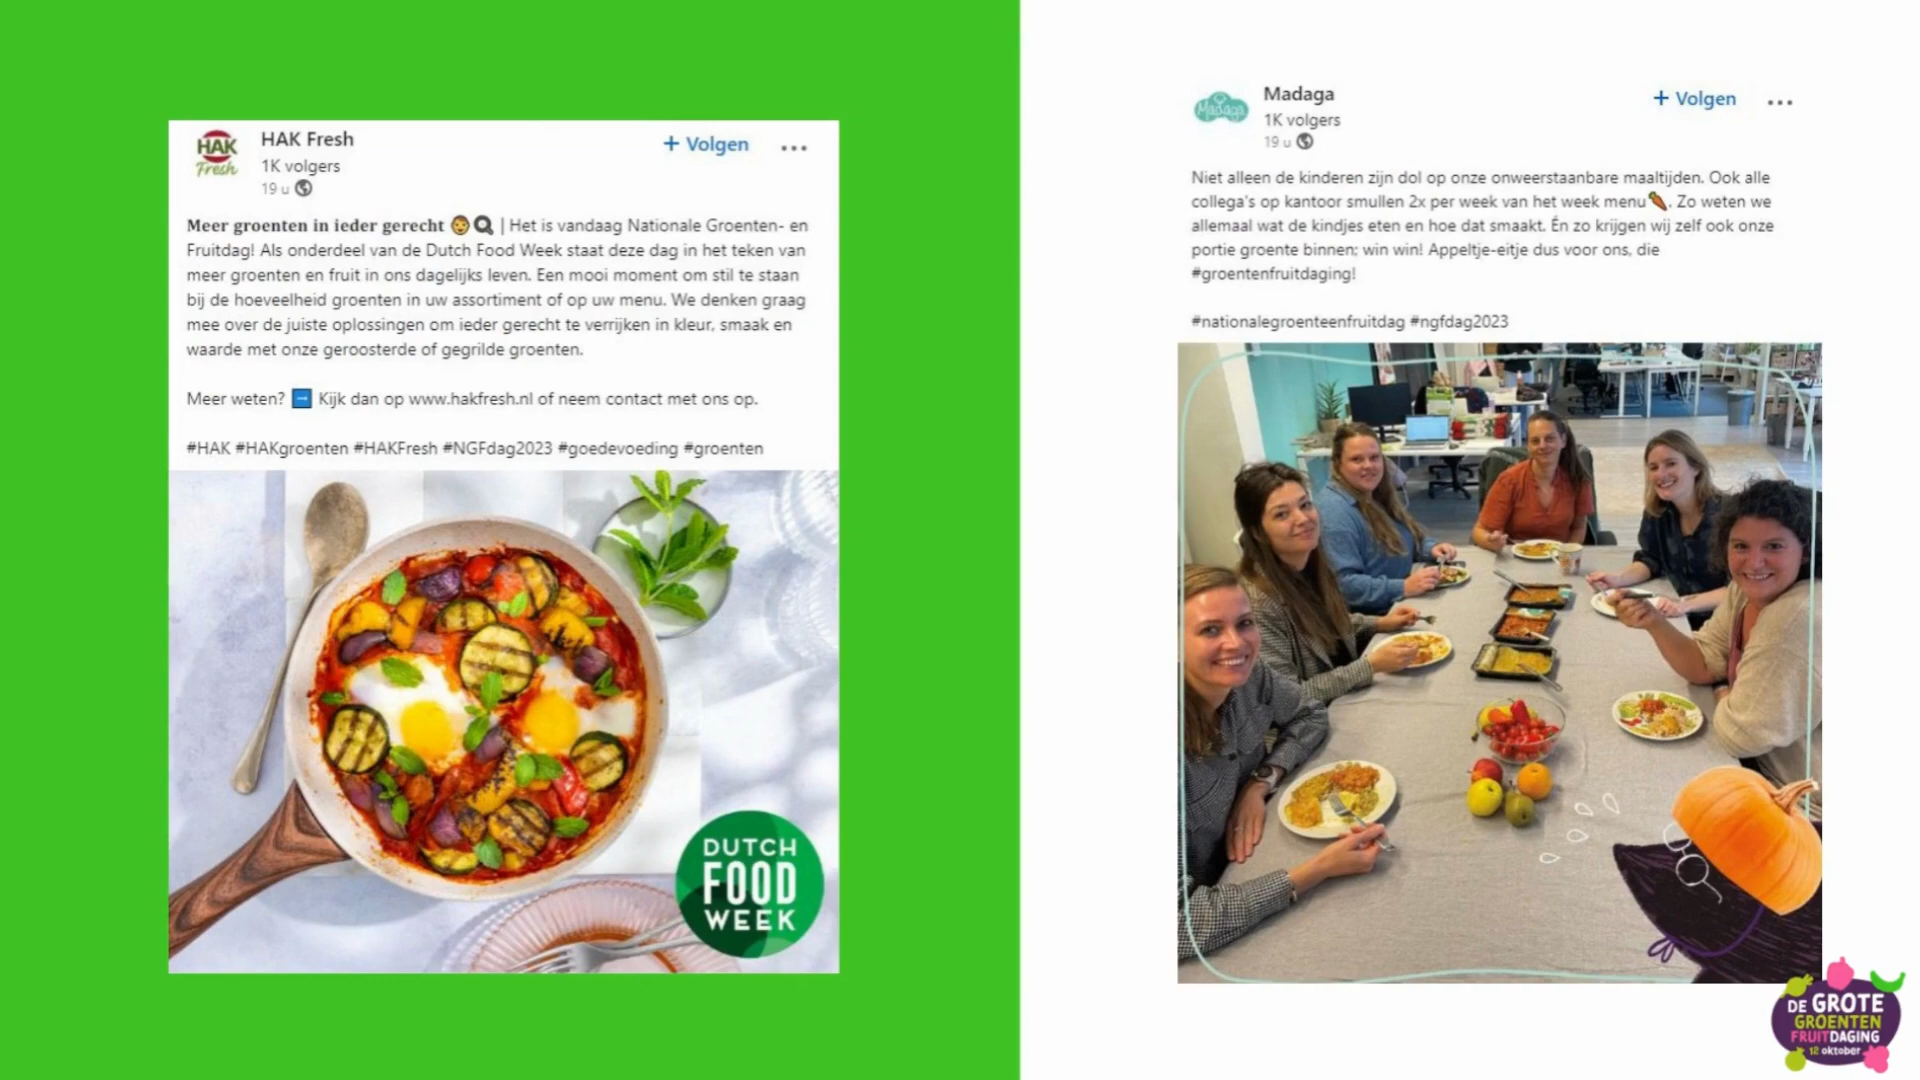 HAK
Fresh
HAK Fresh
1K volgers
19 u
+ Volgen
Meer groenten in ieder gerecht | Het is vandaag Nationale Groenten- en
Fruitdag! Als onderdeel van de Dutch Food Week staat deze dag in het teken van
meer groenten en fruit in ons dagelijks leven. Een mooi moment om stil te staan
bij de hoeveelheid groenten in uw assortiment of op uw menu. We denken graag
mee over de juiste oplossingen om ieder gerecht te verrijken in kleur, smaak en
waarde met onze geroosterde of gegrilde groenten.
Meer weten? ➡ Kijk dan op www.hakfresh.nl of neem contact met ons op.
#HAK #HAKgroenten #HAKFresh #NGFdag2023 #goedevoeding #groenten
DUTCH
FOOD
WEEK
Madaga
Madaga
1K volgers
19 u
+ Volgen
Niet alleen de kinderen zijn dol op onze onweerstaanbare maaltijden. Ook alle
collega's op kantoor smullen 2x per week van het week menu🥕. Zo weten we
allemaal wat de kindjes eten en hoe dat smaakt. Én zo krijgen wij zelf ook onze
portie groente binnen; win win! Appeltje-eitje dus voor ons, die
#groentenfruitdaging!
#nationalegroenteenfruitdag #ngfdag2023
DE GROTE
GROENTEN
FRUITDAGING
12 oktober